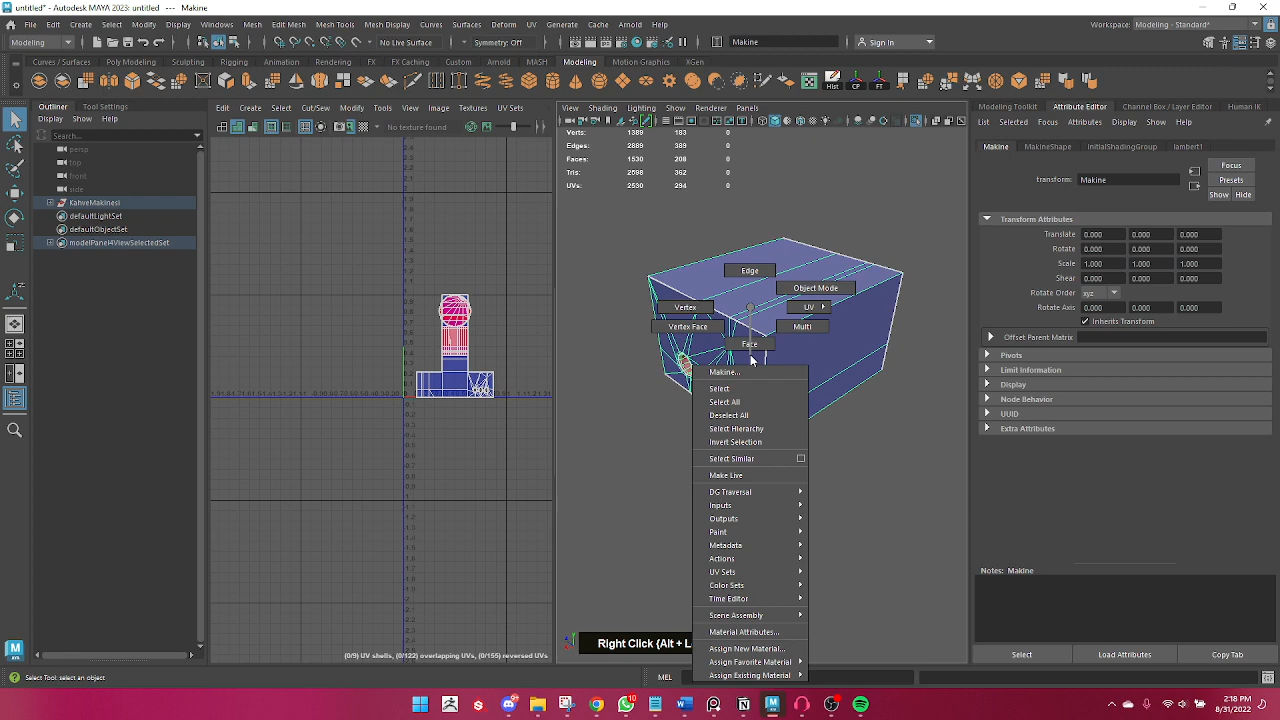 untitled* - Autodesk MAYA 2023: untitled --- Makine
File Edit Create Select Modify Display Windows Mesh Edit Mesh Mesh Tools Mesh Display Curves Surfaces Deform UV Generate Cache Arnold Help
Workspace: Modeling - Standard*
Modeling No Live Surface Symmetry: Off Makine Sign In
Curves / Surfaces Poly Modeling Sculpting Rigging Animation Rendering FX FX Caching Custom Arnold MASH Modeling Motion Graphics XGen
Hist CP FT
Outliner Tool Settings
Display Show Help
Search...
persp
top
front
side
KahveMakinesi
defaultLightSet
defaultObjectSet
modelPanel4ViewSelectedSet
Edit Create Select Cut/Sew Modify Tools View Image Textures UV Sets
No texture found
(0/9) UV shells, (0/122) overlapping UVs, (0/155) reversed UVs
View Shading Lighting Show Renderer Panels
Verts: 1389 183 0
Edges: 2889 389 0
Faces: 1530 208 0
Tris: 2598 362 0
UVs: 2530 294 0
Edge
Object Mode
Vertex
UV
Vertex Face
Multi
Face
Makine...
Select
Select All
Deselect All
Select Hierarchy
Invert Selection
Select Similar
Make Live
DG Traversal
Inputs
Outputs
Paint
Metadata
Actions
UV Sets
Color Sets
Time Editor
Scene Assembly
Material Attributes...
Assign New Material...
Assign Favorite Material
Assign Existing Material
Right Click {Alt + L
Modeling Toolkit Attribute Editor Channel Box / Layer Editor Human IK
List Selected Focus Attributes Display Show Help
Makine MakineShape initialShadingGroup lambert1
Focus
transform: Makine Presets
Show Hide
Transform Attributes
Translate 0.000 0.000 0.000
Rotate 0.000 0.000 0.000
Scale 1.000 1.000 1.000
Shear 0.000 0.000 0.000
Rotate Order xyz
Rotate Axis 0.000 0.000 0.000
Inherits Transform
Offset Parent Matrix
Pivots
Limit Information
Display
Node Behavior
UUID
Extra Attributes
Notes: Makine
Select Load Attributes Copy Tab
Select Tool: select an object
MEL
10
2:18 PM
8/31/2022